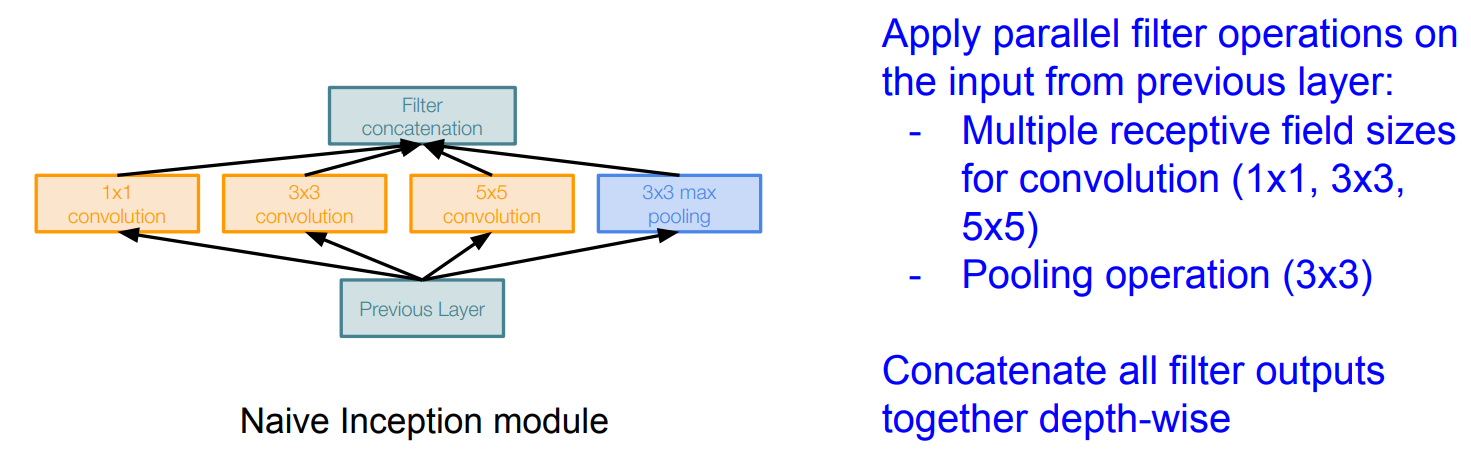 Filter
concatenation
1x1
convolution
3x3
convolution
5x5
convolution
3x3 max
pooling
Previous Layer
Naive Inception module
Apply parallel filter operations on
the input from previous layer:
- Multiple receptive field sizes
for convolution (1x1, 3x3,
5x5)
- Pooling operation (3x3)
Concatenate all filter outputs
together depth-wise